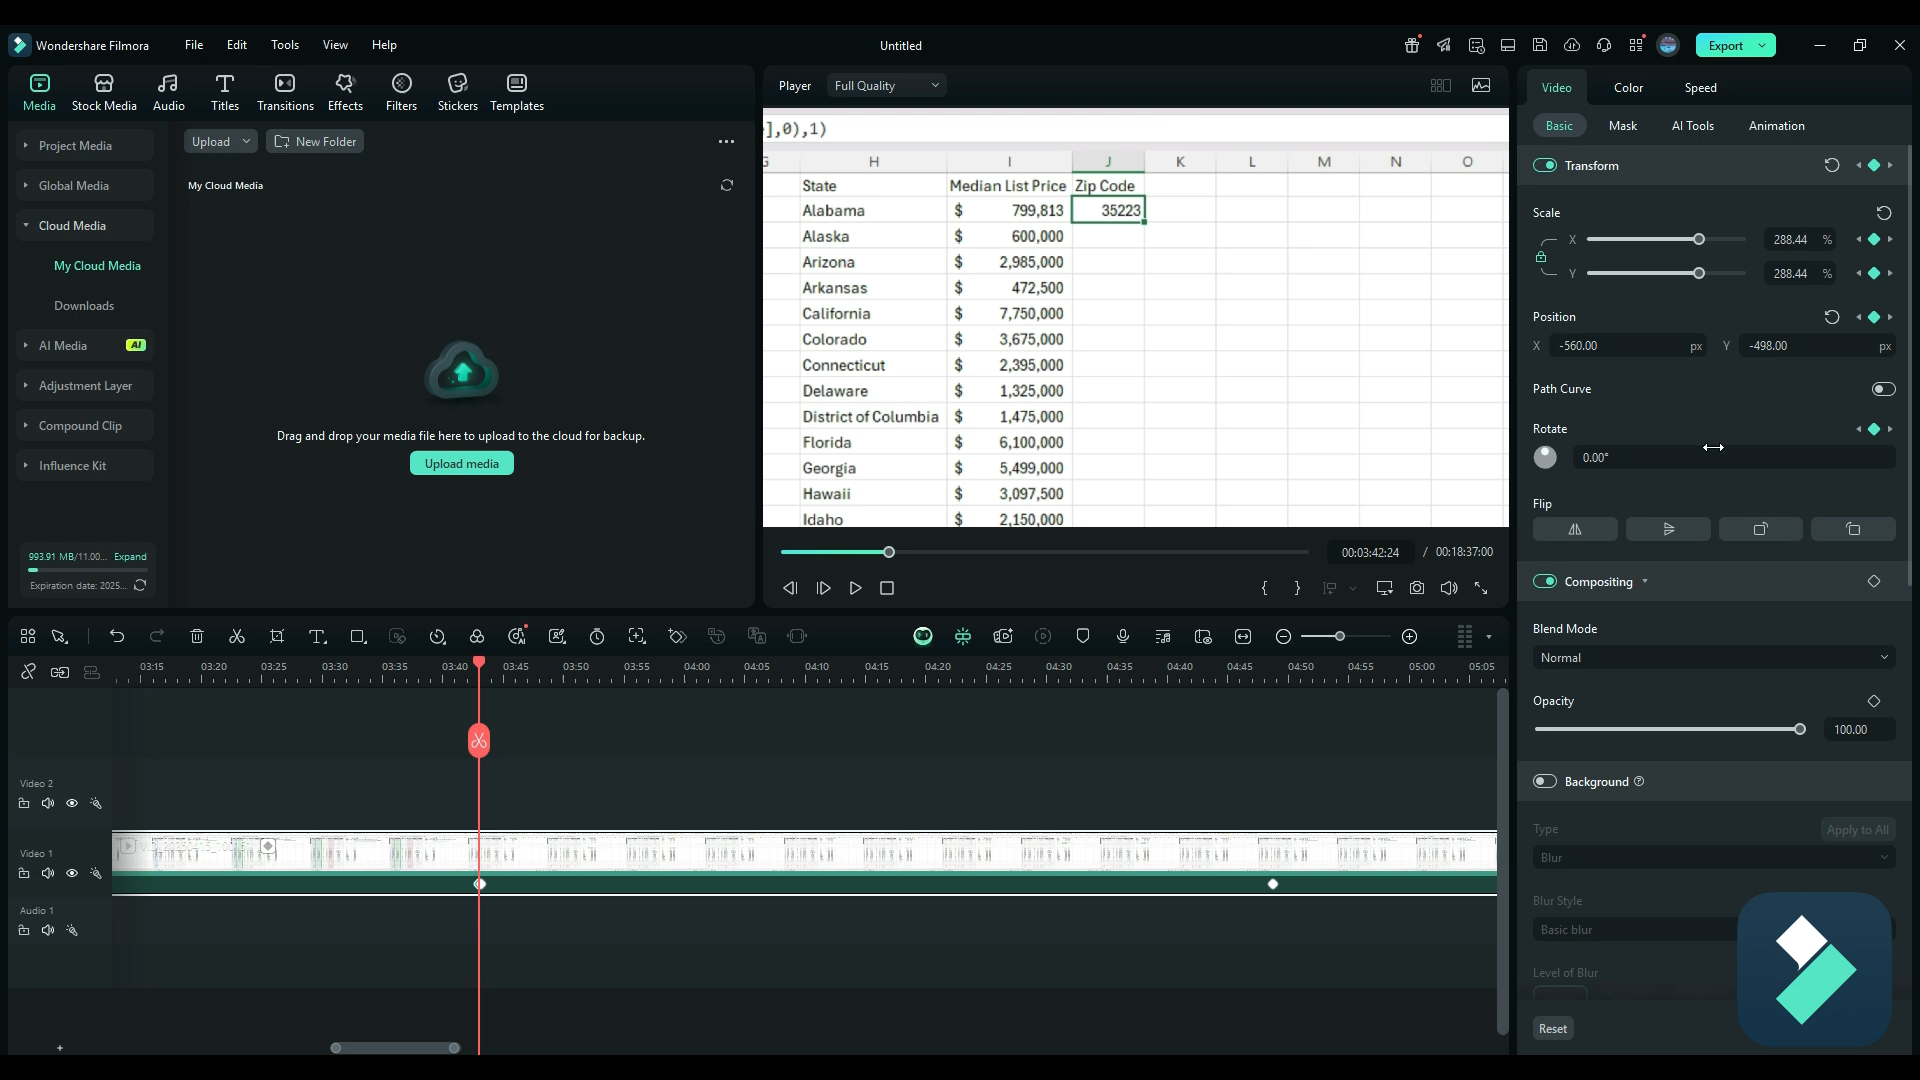 Wondershare Filmora
File Edit Tools View Help
Untitled
Export
Media Stock Media Audio Titles Transitions Effects Filters Stickers Templates
Project Media
Global Media
Cloud Media
My Cloud Media
Downloads
AI Media AI
Adjustment Layer
Compound Clip
Influence Kit
993.91 MB/11.00... Expand
Expiration date: 2025...
Upload New Folder
My Cloud Media
Drag and drop your media file here to upload to the cloud for backup.
Upload media
Player Full Quality
],0),1)
G H I J K L M N O
State Median List Price Zip Code
Alabama $ 799,813 35223
Alaska $ 600,000
Arizona $ 2,985,000
Arkansas $ 472,500
California $ 7,750,000
Colorado $ 3,675,000
Connecticut $ 2,395,000
Delaware $ 1,325,000
District of Columbia $ 1,475,000
Florida $ 6,100,000
Georgia $ 5,499,000
Hawaii $ 3,097,500
Idaho $ 2,150,000
00:03:42:24 / 00:18:37:00
Video Color Speed
Basic Mask AI Tools Animation
Transform
Scale
X 288.44 %
Y 288.44 %
Position
X -560.00 px Y -498.00 px
Path Curve
Rotate
0.00°
Flip
Compositing
Blend Mode
Normal
Opacity
100.00
Background
Type Apply to All
Blur
Blur Style
Basic blur
Level of Blur
Reset
03:15 03:20 03:25 03:30 03:35 03:40 03:45 03:50 03:55 04:00 04:05 04:10 04:15 04:20 04:25 04:30 04:35 04:40 04:45 04:50 04:55 05:00 05:05
Video 2
Video 1
Audio 1